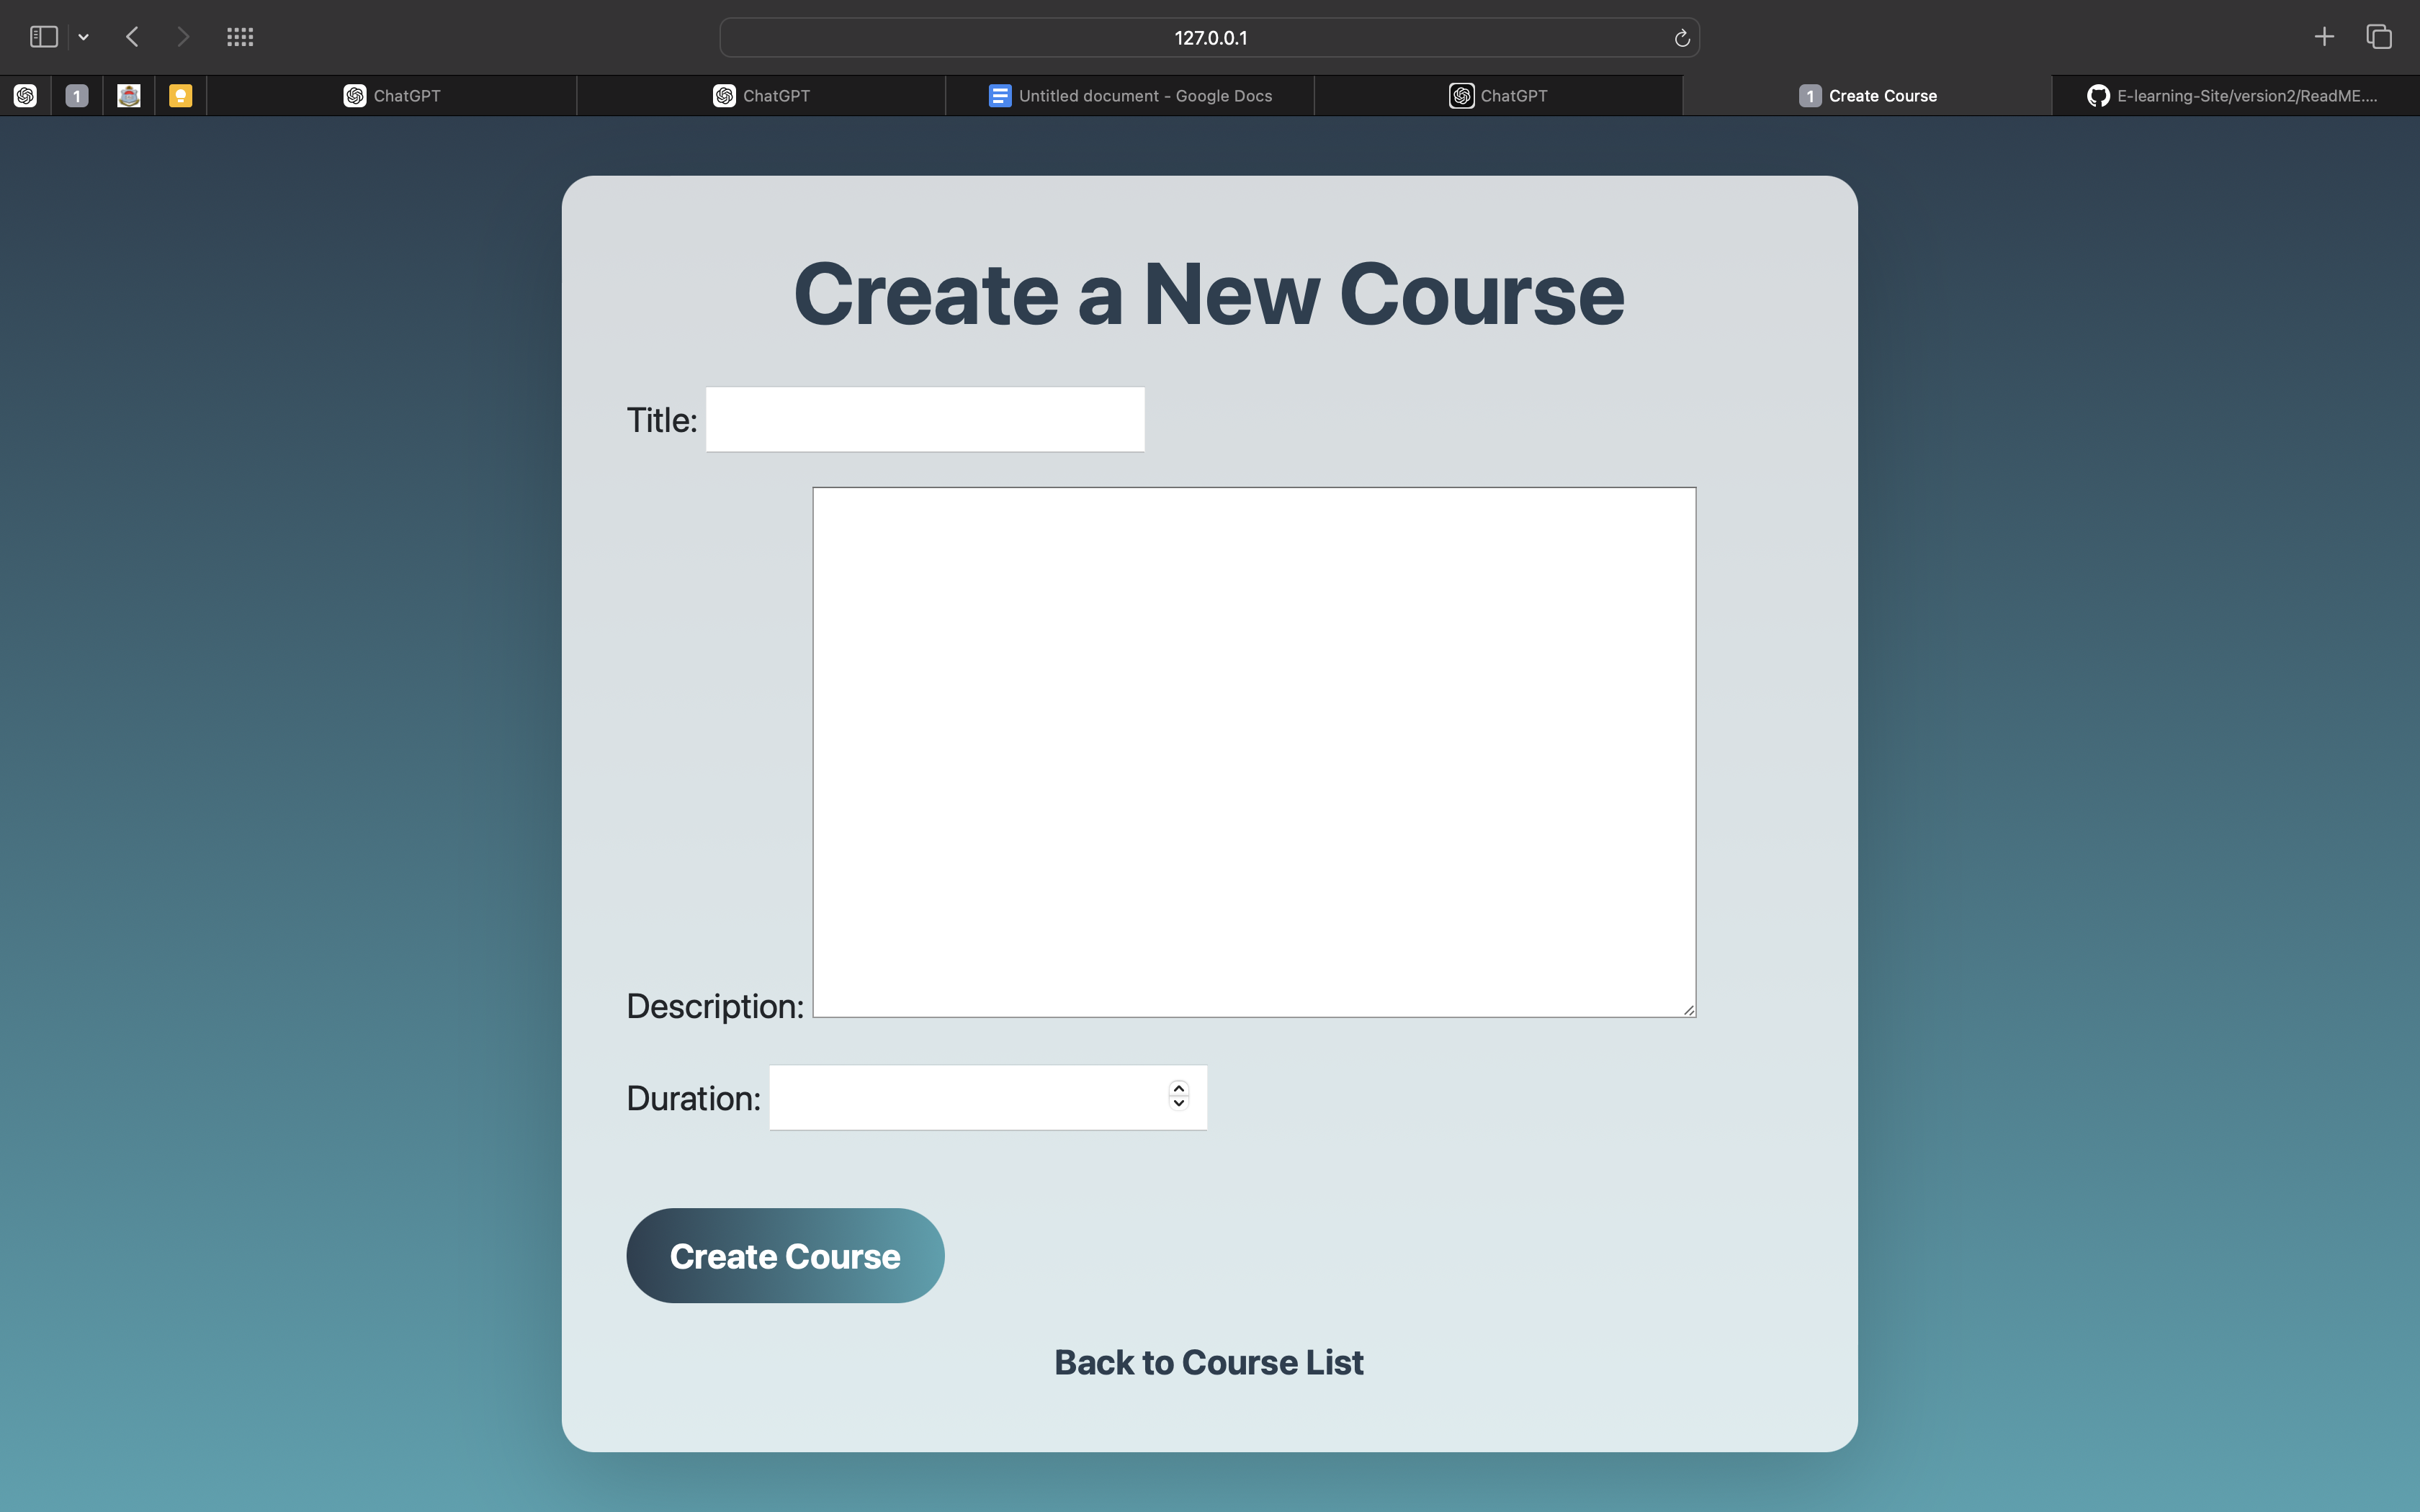 127.0.0.1
1
ChatGPT
ChatGPT
Untitled document - Google Docs
ChatGPT
1 Create Course
E-learning-Site/version2/ReadME....
Create a New Course
Title:
Description:
Duration:
Create Course
Back to Course List